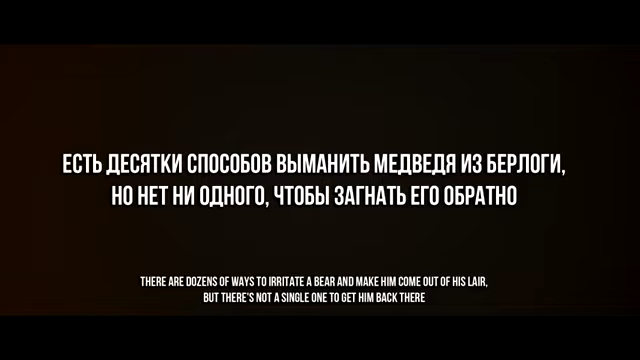 ЕСТЬ ДЕСЯТКИ СПОСОБОВ ВЫМАНИТЬ МЕДВЕДЯ ИЗ БЕРЛОГИ,
НО НЕТ НИ ОДНОГО, ЧТОБЫ ЗАГНАТЬ ЕГО ОБРАТНО
THERE ARE DOZENS OF WAYS TO IRRITATE A BEAR AND MAKE HIM COME OUT OF HIS LAIR,
BUT THERE'S NOT A SINGLE ONE TO GET HIM BACK THERE